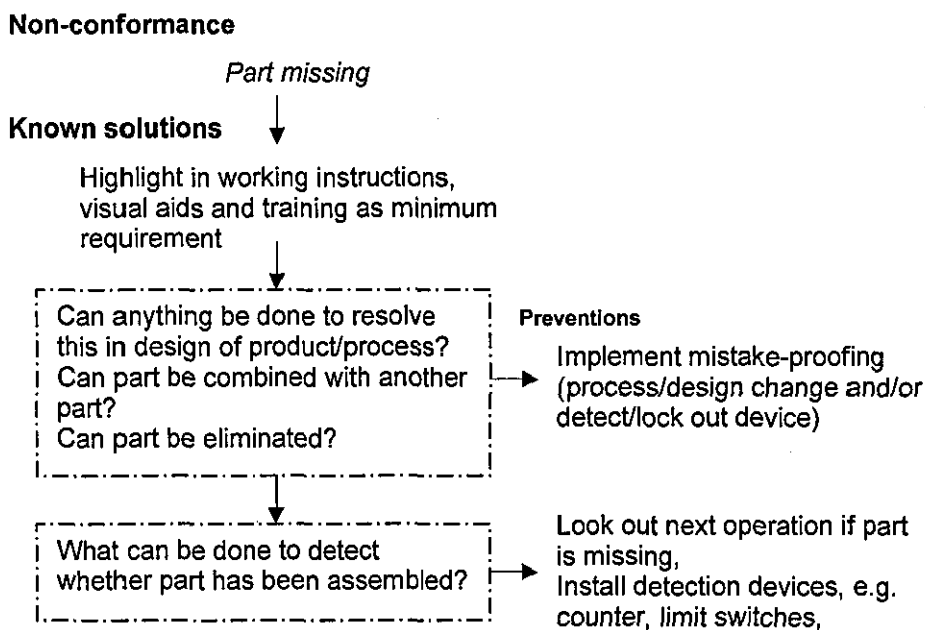 Non-conformance
Part missing
Known solutions
Highlight in working instructions,
visual aids and training as minimum
requirement
Can anything be done to resolve
this in design of product/process?
Can part be combined with another
part?
Can part be eliminated?
Preventions
Implement mistake-proofing
(process/design change and/or
detect/lock out device)
What can be done to detect
whether part has been assembled?
Look out next operation if part
is missing,
Install detection devices, e.g.
counter, limit switches,